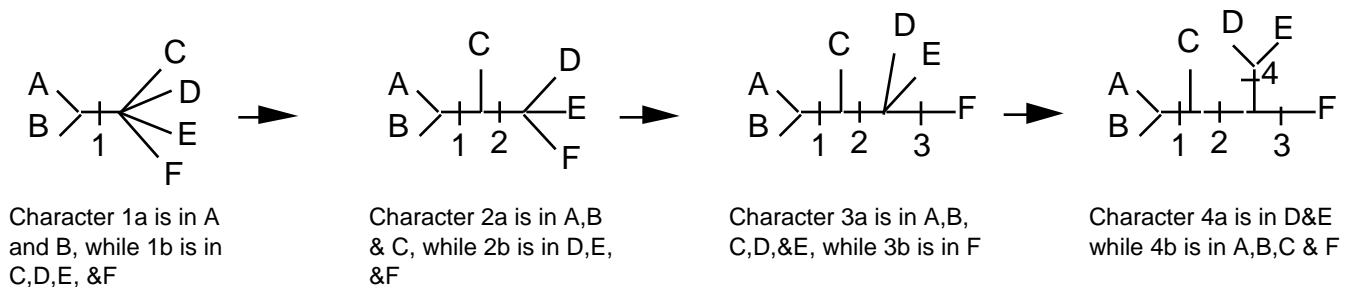 C
A
D
B
E
1
F
C
D
A
E
B
1 2
F
D
C
E
A
F
B
1 2 3
D E
C
4
A
F
B
1 2 3
Character 1a is in A
and B, while 1b is in
C,D,E, &F
Character 2a is in A,B
& C, while 2b is in D,E,
&F
Character 3a is in A,B,
C,D,&E, while 3b is in F
Character 4a is in D&E
while 4b is in A,B,C & F